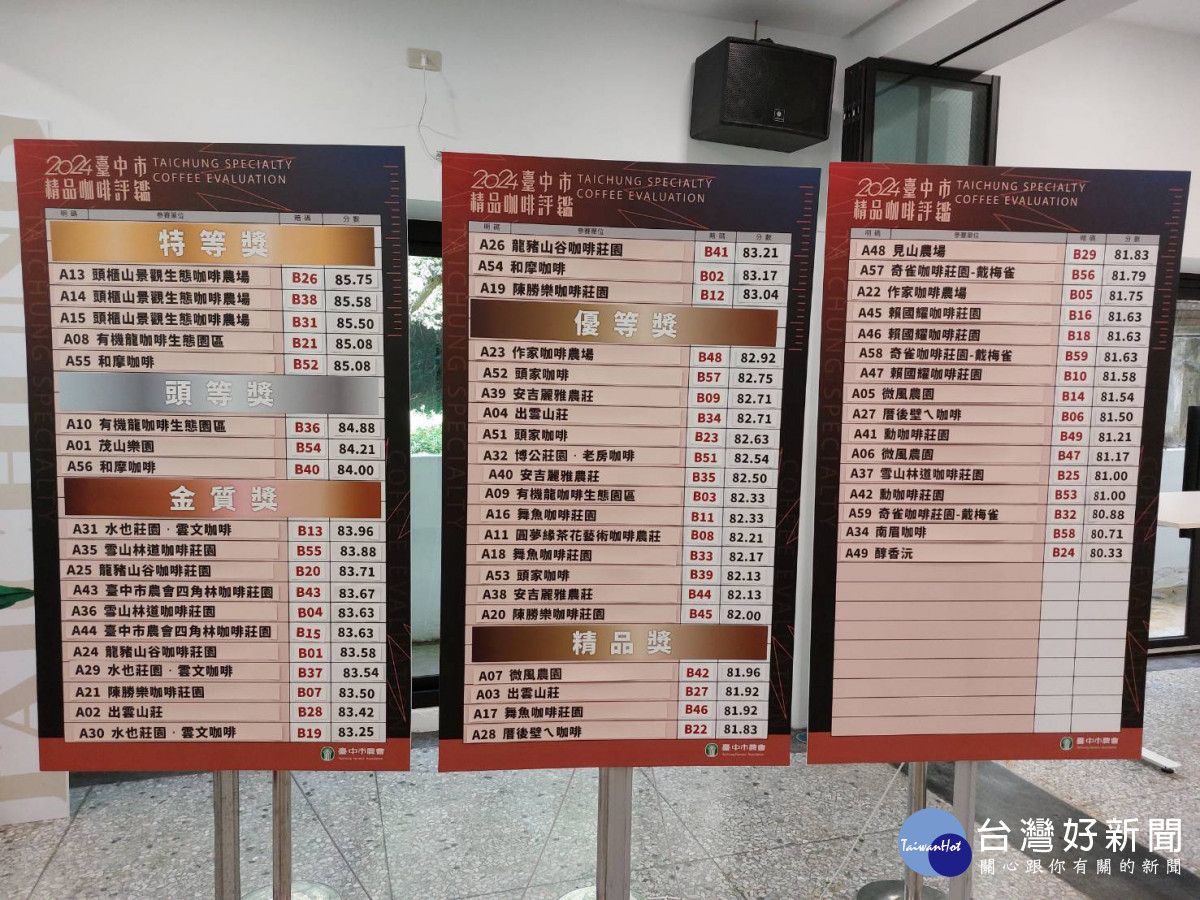 2024臺中市 TAICHUNG SPECIALTY
精品咖啡評鑑 COFFEE EVALUATION
明碼 參賽單位 暗碼 分數
特等獎
A13 頭櫃山景觀生態咖啡農場 B26 85.75
A14 頭櫃山景觀生態咖啡農場 B38 85.58
A15 頭櫃山景觀生態咖啡農場 B31 85.50
A08 有機龍咖啡生態園區 B21 85.08
A55 和摩咖啡 B52 85.08
頭等獎
A10 有機龍咖啡生態園區 B36 84.88
A01 茂山樂園 B54 84.21
A56 和摩咖啡 B40 84.00
金質獎
A31 水也莊園‧雲文咖啡 B13 83.96
A35 雪山林道咖啡莊園 B55 83.88
A25 龍豬山谷咖啡莊園 B20 83.71
A43 臺中市農會四角林咖啡莊園 B43 83.67
A36 雪山林道咖啡莊園 B04 83.63
A44 臺中市農會四角林咖啡莊園 B15 83.63
A24 龍豬山谷咖啡莊園 B01 83.58
A29 水也莊園‧雲文咖啡 B37 83.54
A21 陳勝樂咖啡莊園 B07 83.50
A02 出雲山莊 B28 83.42
A30 水也莊園‧雲文咖啡 B19 83.25
臺中市農會
2024臺中市 TAICHUNG SPECIALTY
精品咖啡評鑑 COFFEE EVALUATION
明碼 參賽單位 暗碼 分數
A26 龍豬山谷咖啡莊園 B41 83.21
A54 和摩咖啡 B02 83.17
A19 陳勝樂咖啡莊園 B12 83.04
優等獎
A23 作家咖啡農場 B48 82.92
A52 頭家咖啡 B57 82.75
A39 安吉麗雅農莊 B09 82.71
A04 出雲山莊 B34 82.71
A51 頭家咖啡 B23 82.63
A32 博公莊園‧老房咖啡 B51 82.54
A40 安吉麗雅農莊 B35 82.50
A09 有機龍咖啡生態園區 B03 82.33
A16 舞魚咖啡莊園 B11 82.33
A11 圓夢緣茶花藝術咖啡農莊 B08 82.21
A18 舞魚咖啡莊園 B33 82.17
A53 頭家咖啡 B39 82.13
A38 安吉麗雅農莊 B44 82.13
A20 陳勝樂咖啡莊園 B45 82.00
精品獎
A07 微風農園 B42 81.96
A03 出雲山莊 B27 81.92
A17 舞魚咖啡莊園 B46 81.92
A28 厝後壁ㄟ咖啡 B22 81.83
臺中市農會
2024臺中市 TAICHUNG SPECIALTY
精品咖啡評鑑 COFFEE EVALUATION
明碼 參賽單位 暗碼 分數
A48 見山農場 B29 81.83
A57 奇雀咖啡莊園-戴梅雀 B56 81.79
A22 作家咖啡農場 B05 81.75
A45 賴國耀咖啡莊園 B16 81.63
A46 賴國耀咖啡莊園 B18 81.63
A58 奇雀咖啡莊園-戴梅雀 B59 81.63
A47 賴國耀咖啡莊園 B10 81.58
A05 微風農園 B14 81.54
A27 厝後壁ㄟ咖啡 B06 81.50
A41 勳咖啡莊園 B49 81.21
A06 微風農園 B47 81.17
A37 雪山林道咖啡莊園 B25 81.00
A42 勳咖啡莊園 B53 81.00
A59 奇雀咖啡莊園-戴梅雀 B32 80.88
A34 南眉咖啡 B58 80.71
A49 醇香沅 B24 80.33
臺中市農會
TaiwanHot
台灣好新聞
關心跟你有關的新聞